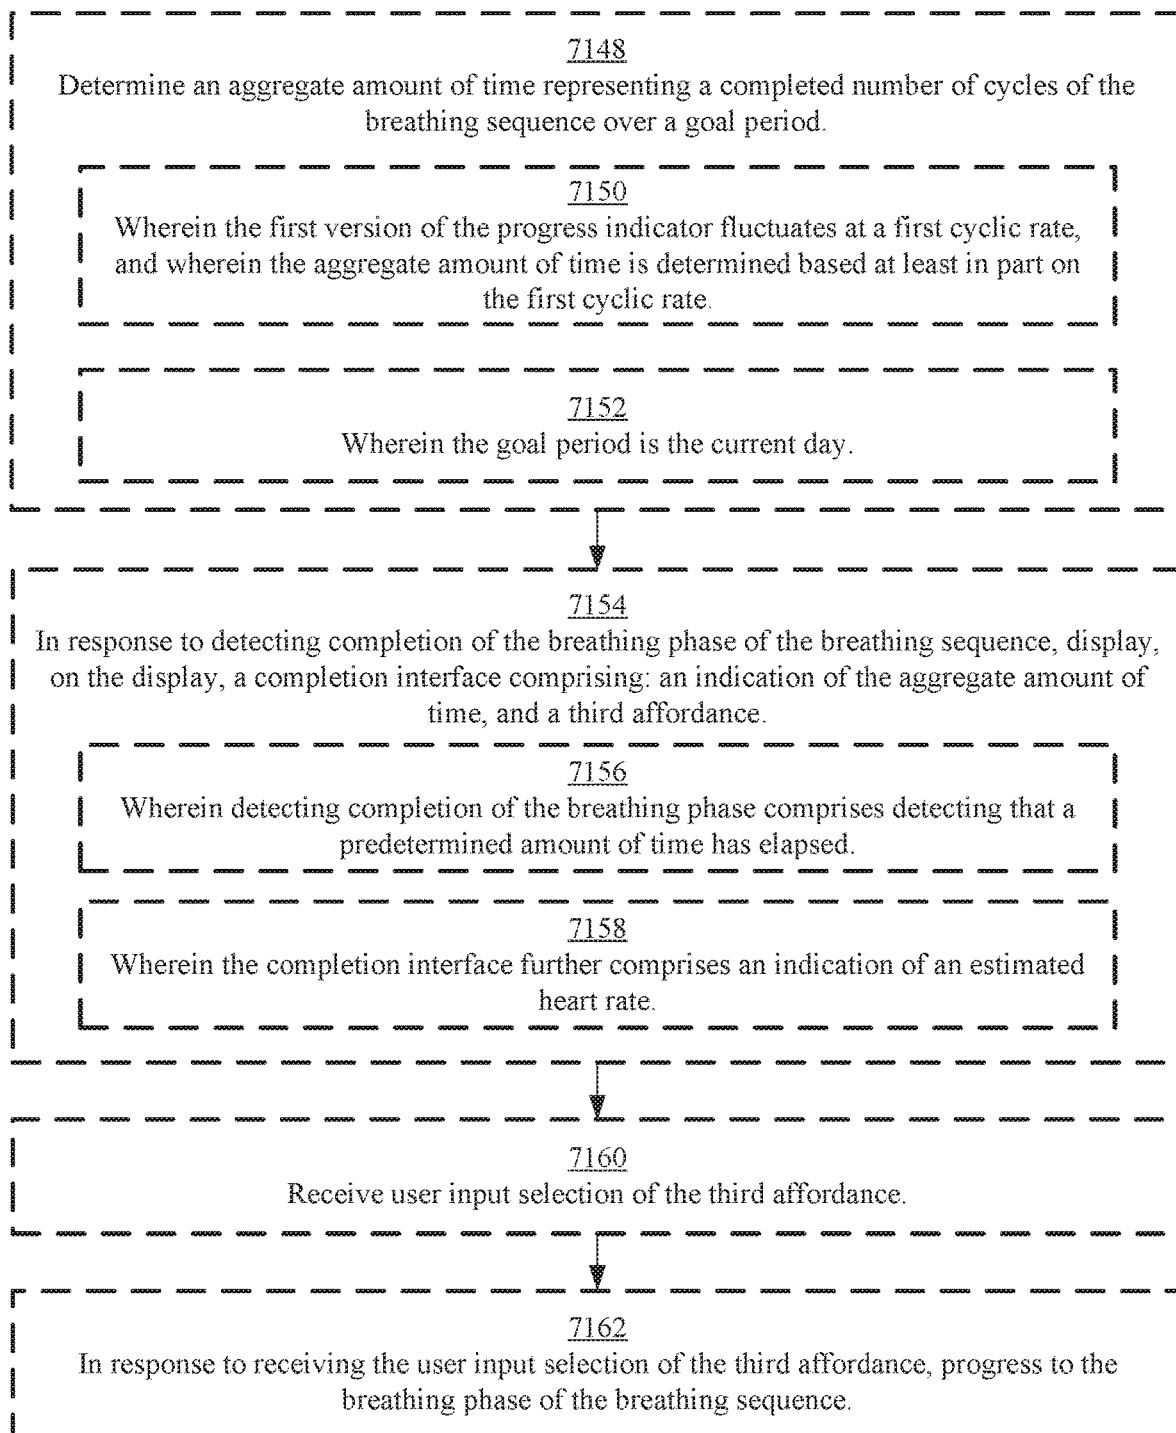 7148
Determine an aggregate amount of time representing a completed number of cycles of the
breathing sequence over a goal period.
7150
Wherein the first version of the progress indicator fluctuates at a first cyclic rate,
and wherein the aggregate amount of time is determined based at least in part on
the first cyclic rate.
7152
Wherein the goal period is the current day.
7154
In response to detecting completion of the breathing phase of the breathing sequence, display,
on the display, a completion interface comprising: an indication of the aggregate amount of
time, and a third affordance.
7156
Wherein detecting completion of the breathing phase comprises detecting that a
predetermined amount of time has elapsed.
7158
Wherein the completion interface further comprises an indication of an estimated
heart rate.
7160
Receive user input selection of the third affordance.
7162
In response to receiving the user input selection of the third affordance, progress to the
breathing phase of the breathing sequence.